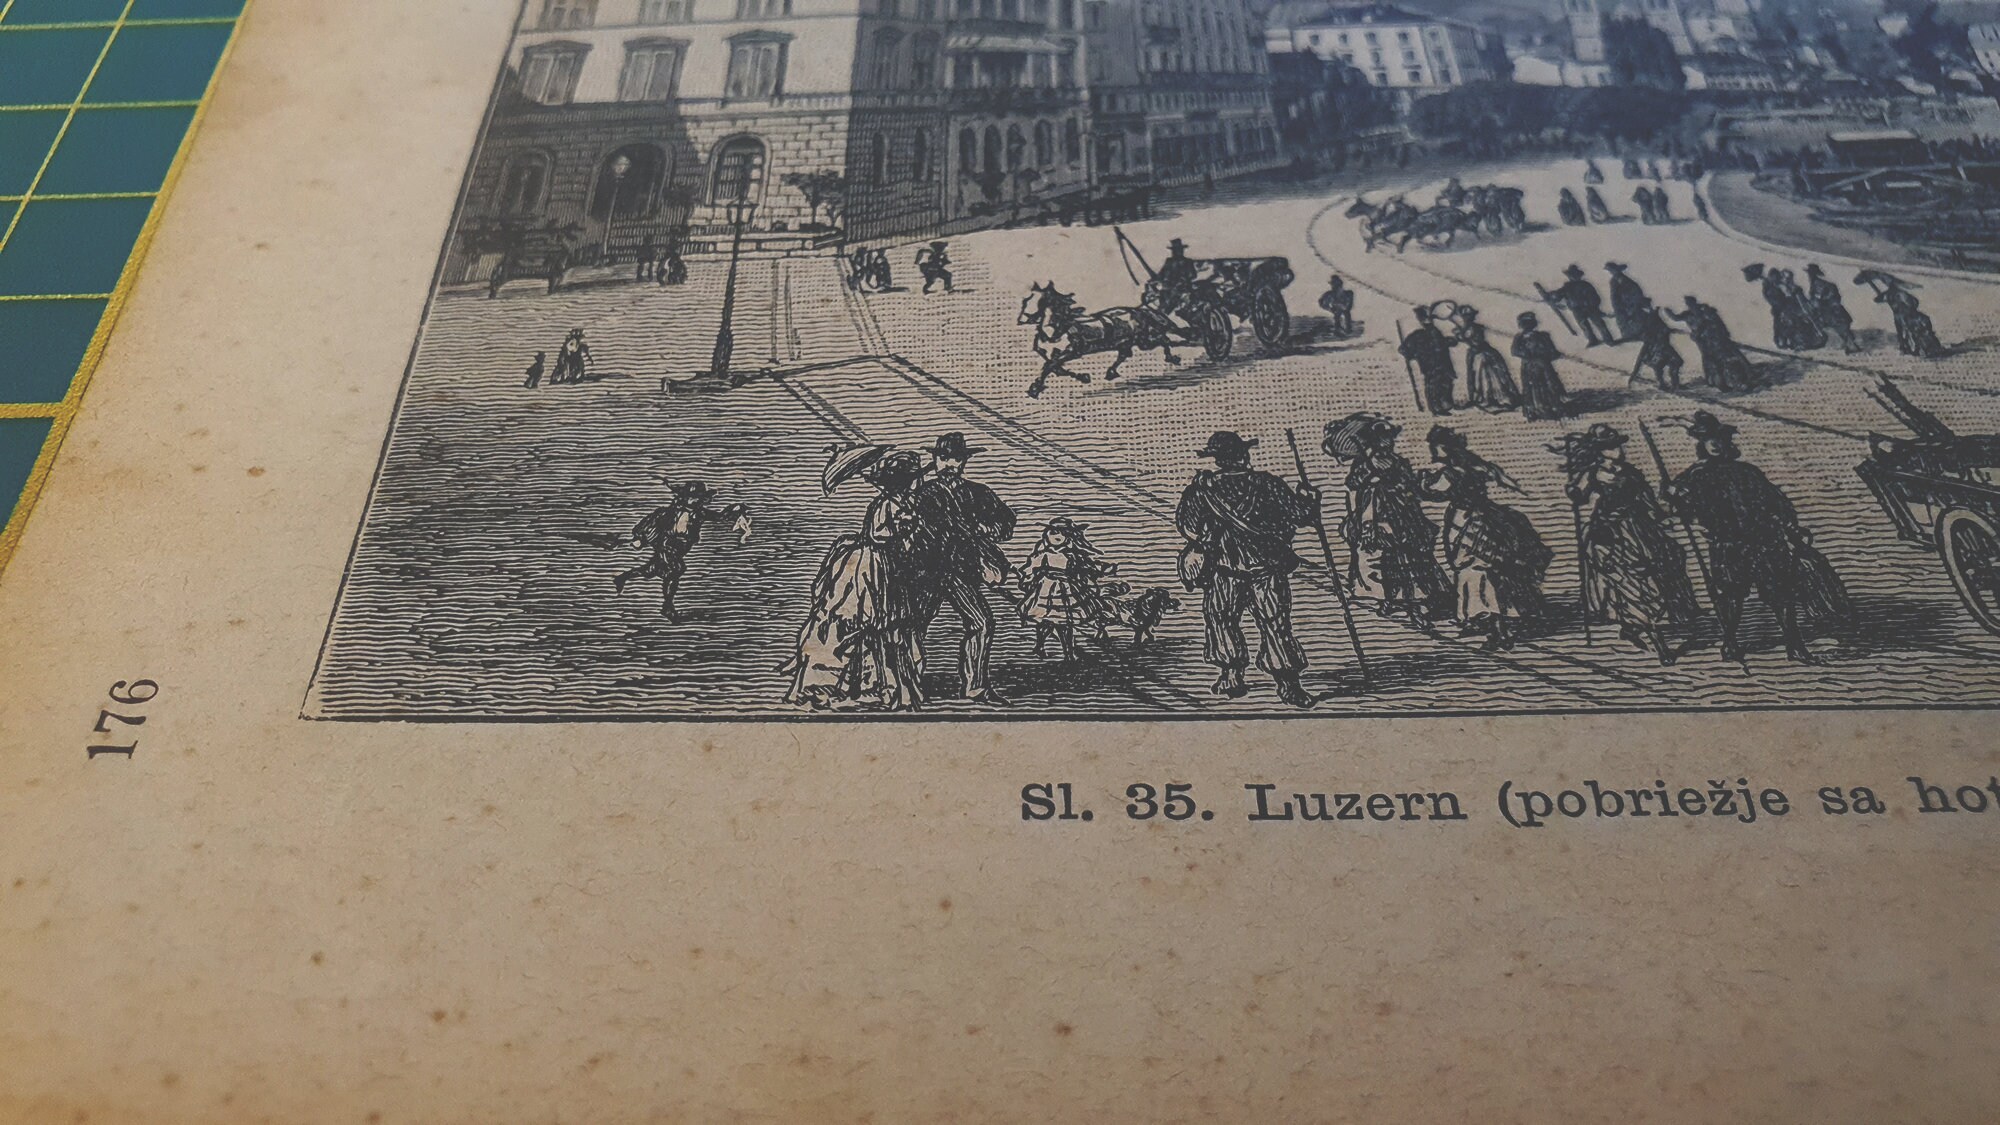 176
Sl. 35. Luzern (pobriežje sa